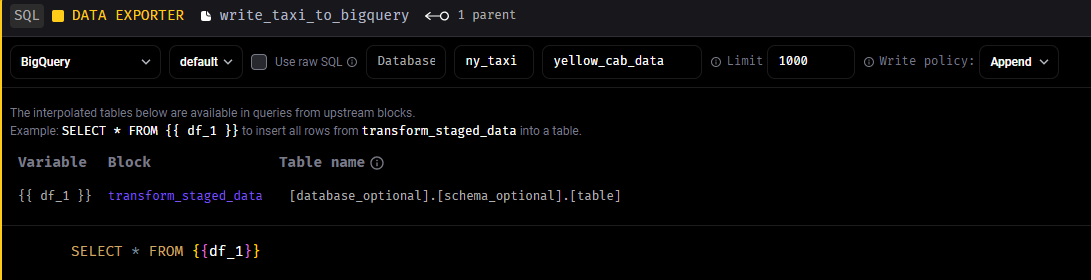 SQL DATA EXPORTER write_taxi_to_bigquery 1 parent
BigQuery default Use raw SQL Database ny_taxi yellow_cab_data Limit 1000 Write policy: Append
The interpolated tables below are available in queries from upstream blocks.
Example: SELECT * FROM {{ df_1 }} to insert all rows from transform_staged_data into a table.
Variable Block Table name
{{ df_1 }} transform_staged_data [database_optional].[schema_optional].[table]
SELECT * FROM {{df_1}}